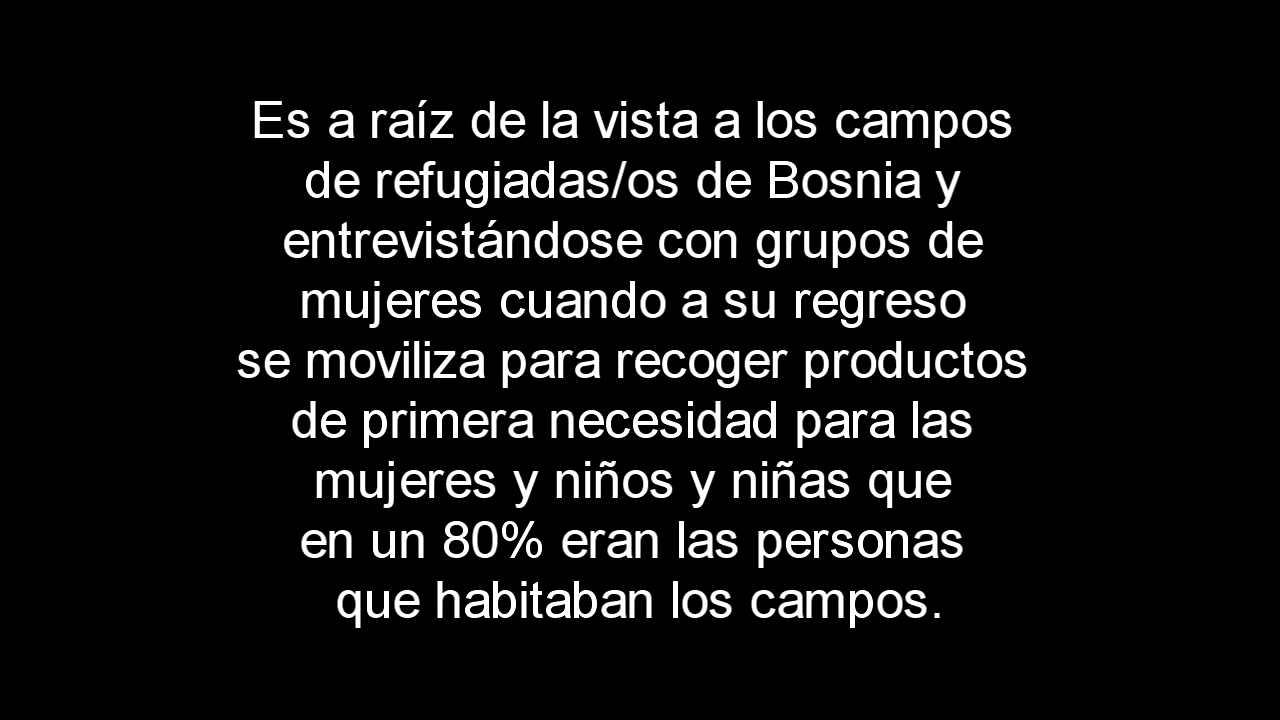 Es a raíz de la vista a los campos
de refugiadas/os de Bosnia y
entrevistándose con grupos de
mujeres cuando a su regreso
se moviliza para recoger productos
de primera necesidad para las
mujeres y niños y niñas que
en un 80% eran las personas
que habitaban los campos.